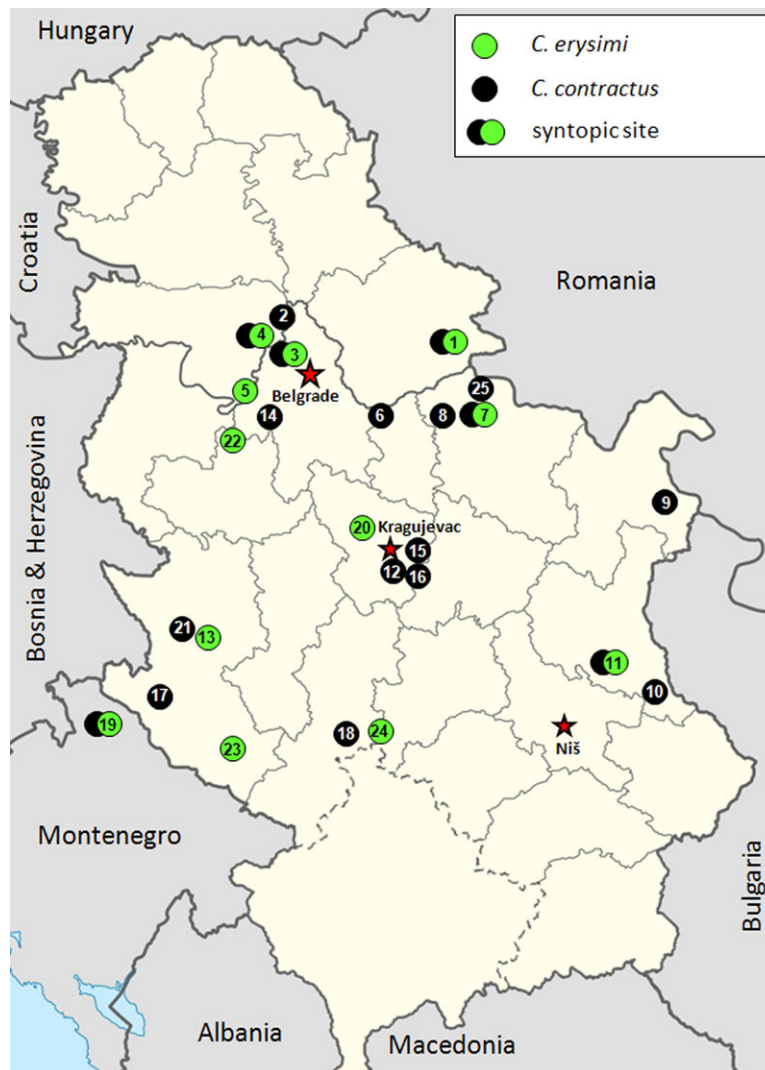 Hungary
C. erysimi
C. contractus
syntopic site
Croatia
Romania
2
4
1
3
Belgrade
25
5
14
6
8
7
22
9
Bosnia & Herzegovina
20
Kragujevac
15
12
16
21
13
11
17
10
19
18
24
23
Niš
Montenegro
Bulgaria
Albania
Macedonia